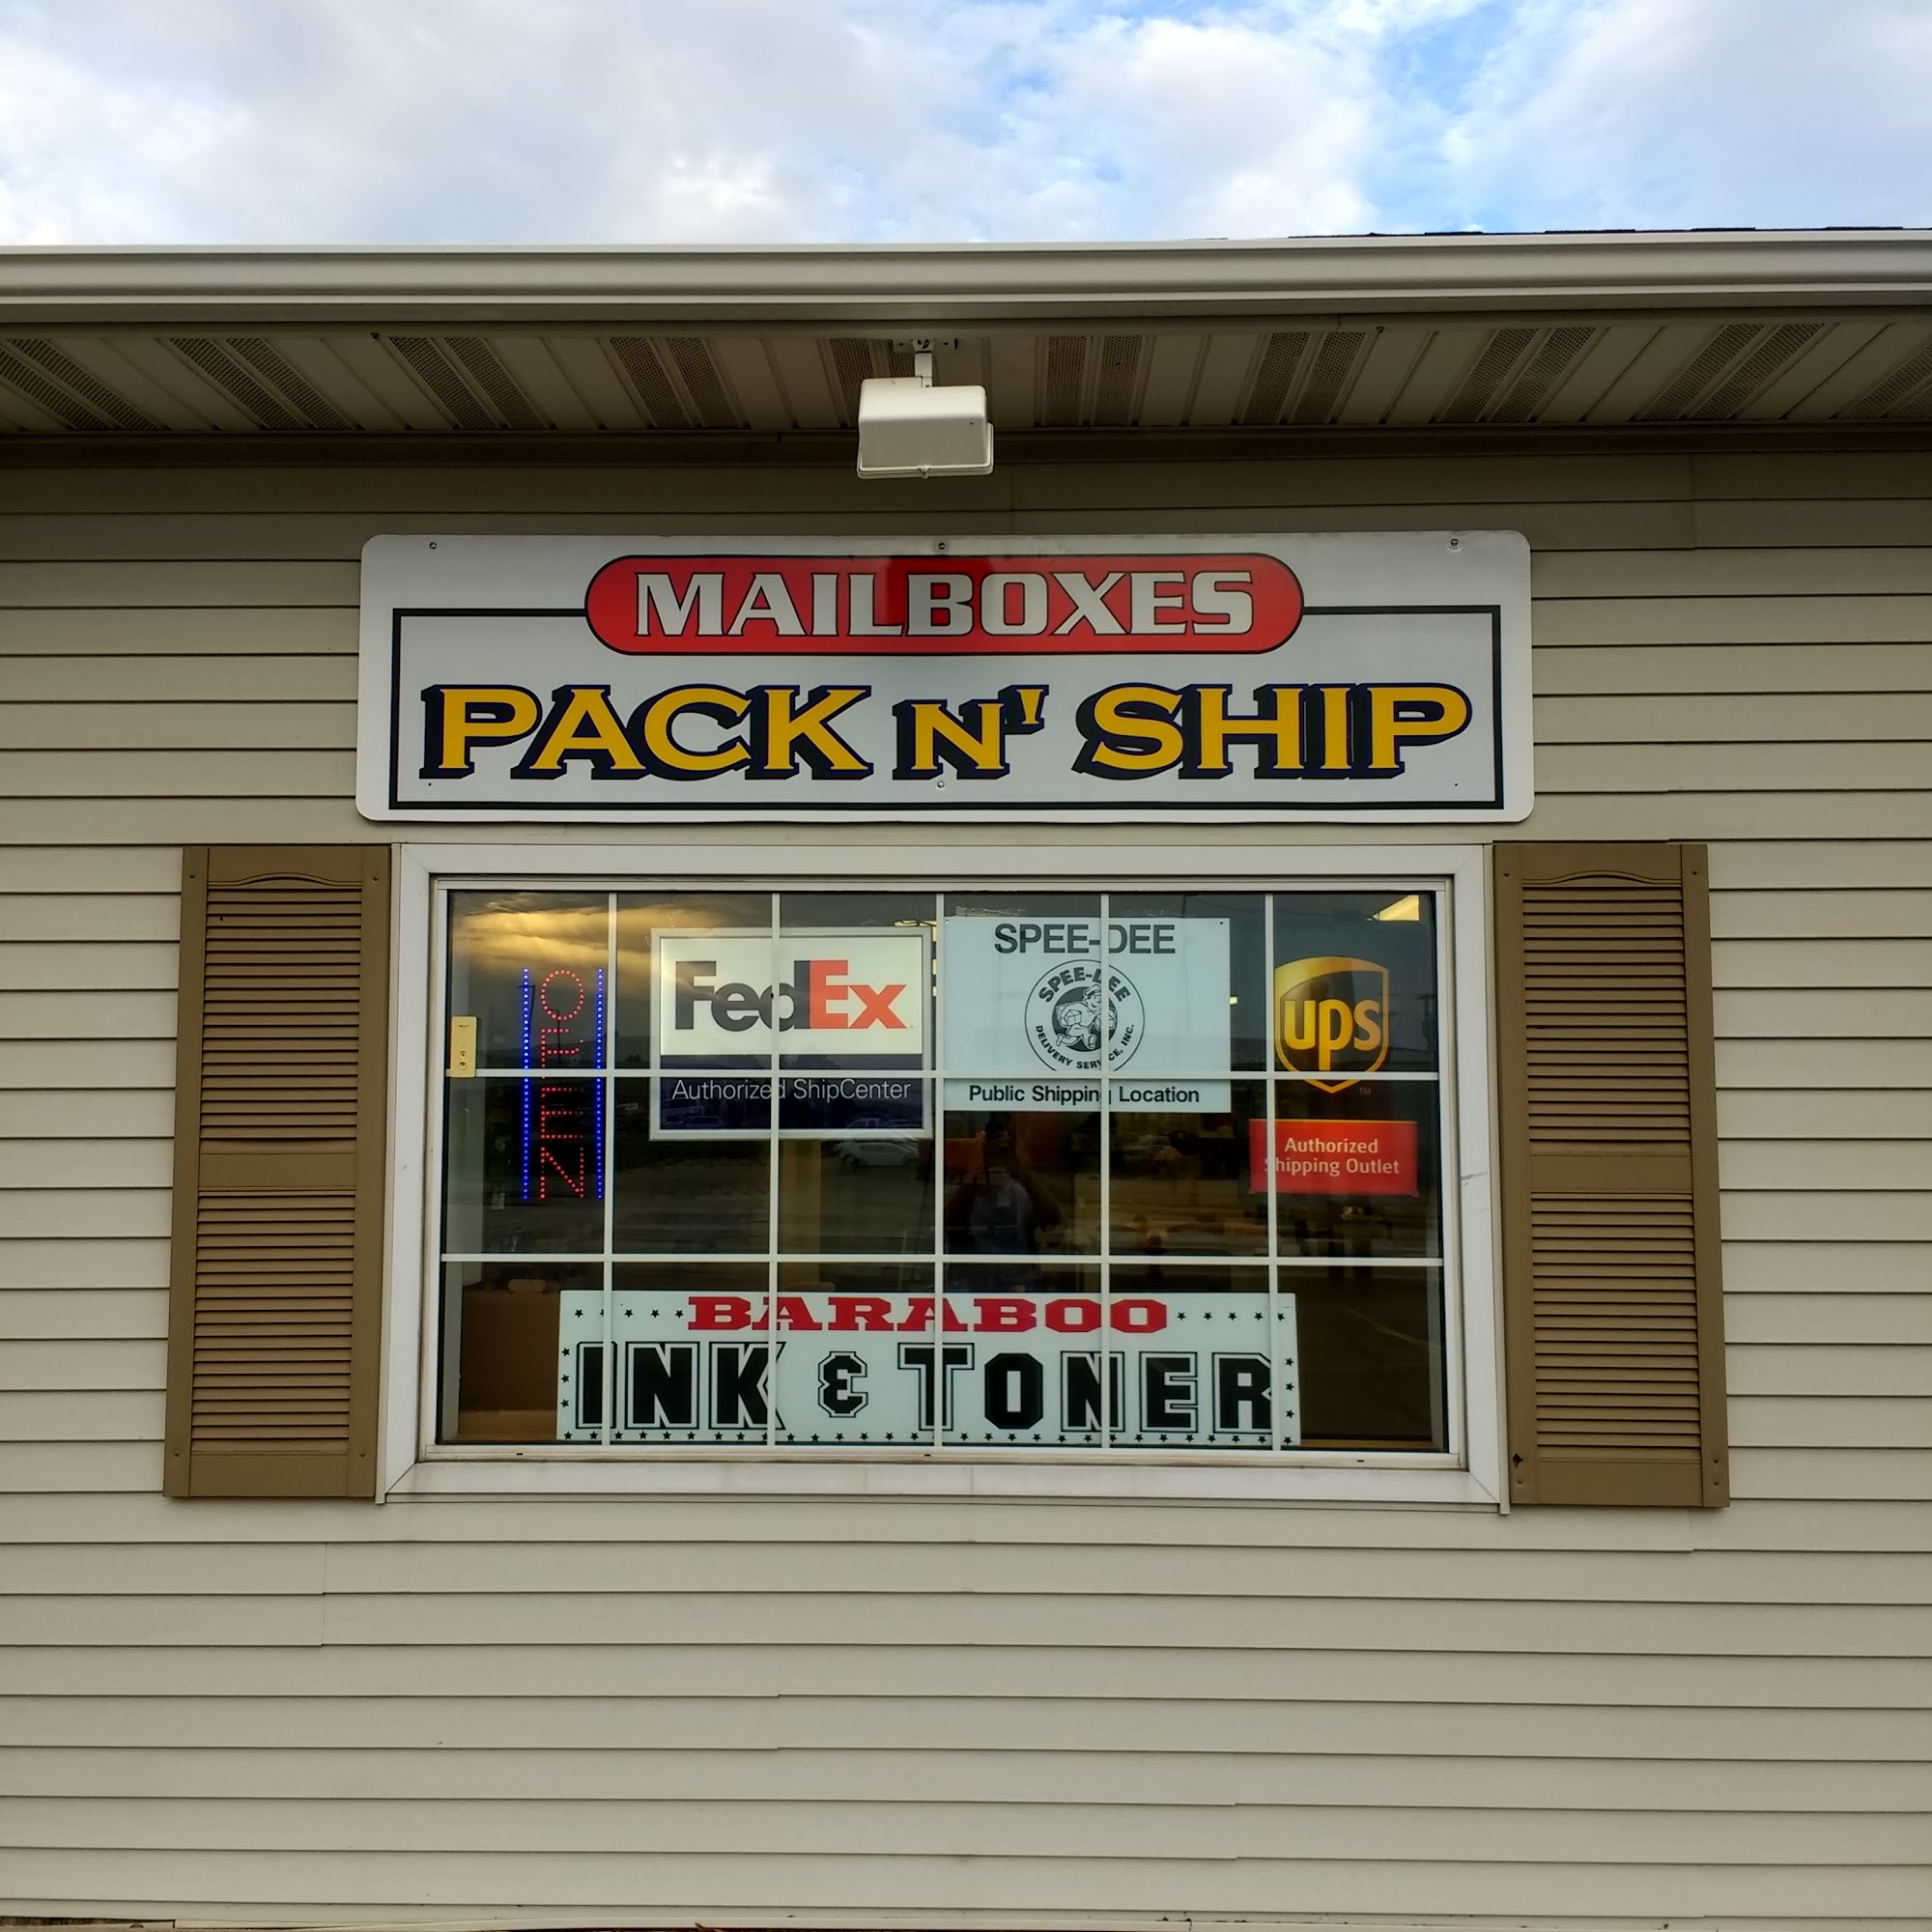 MAILBOXES
PACK N' SHIP
OPEN
FedEx
Authorized ShipCenter
SPEE-DEE
SPEE-DEE
DELIVERY SERVICE, INC.
Public Shipping Location
ups
TM
Authorized
Shipping Outlet
BARABOO
INK & TONER